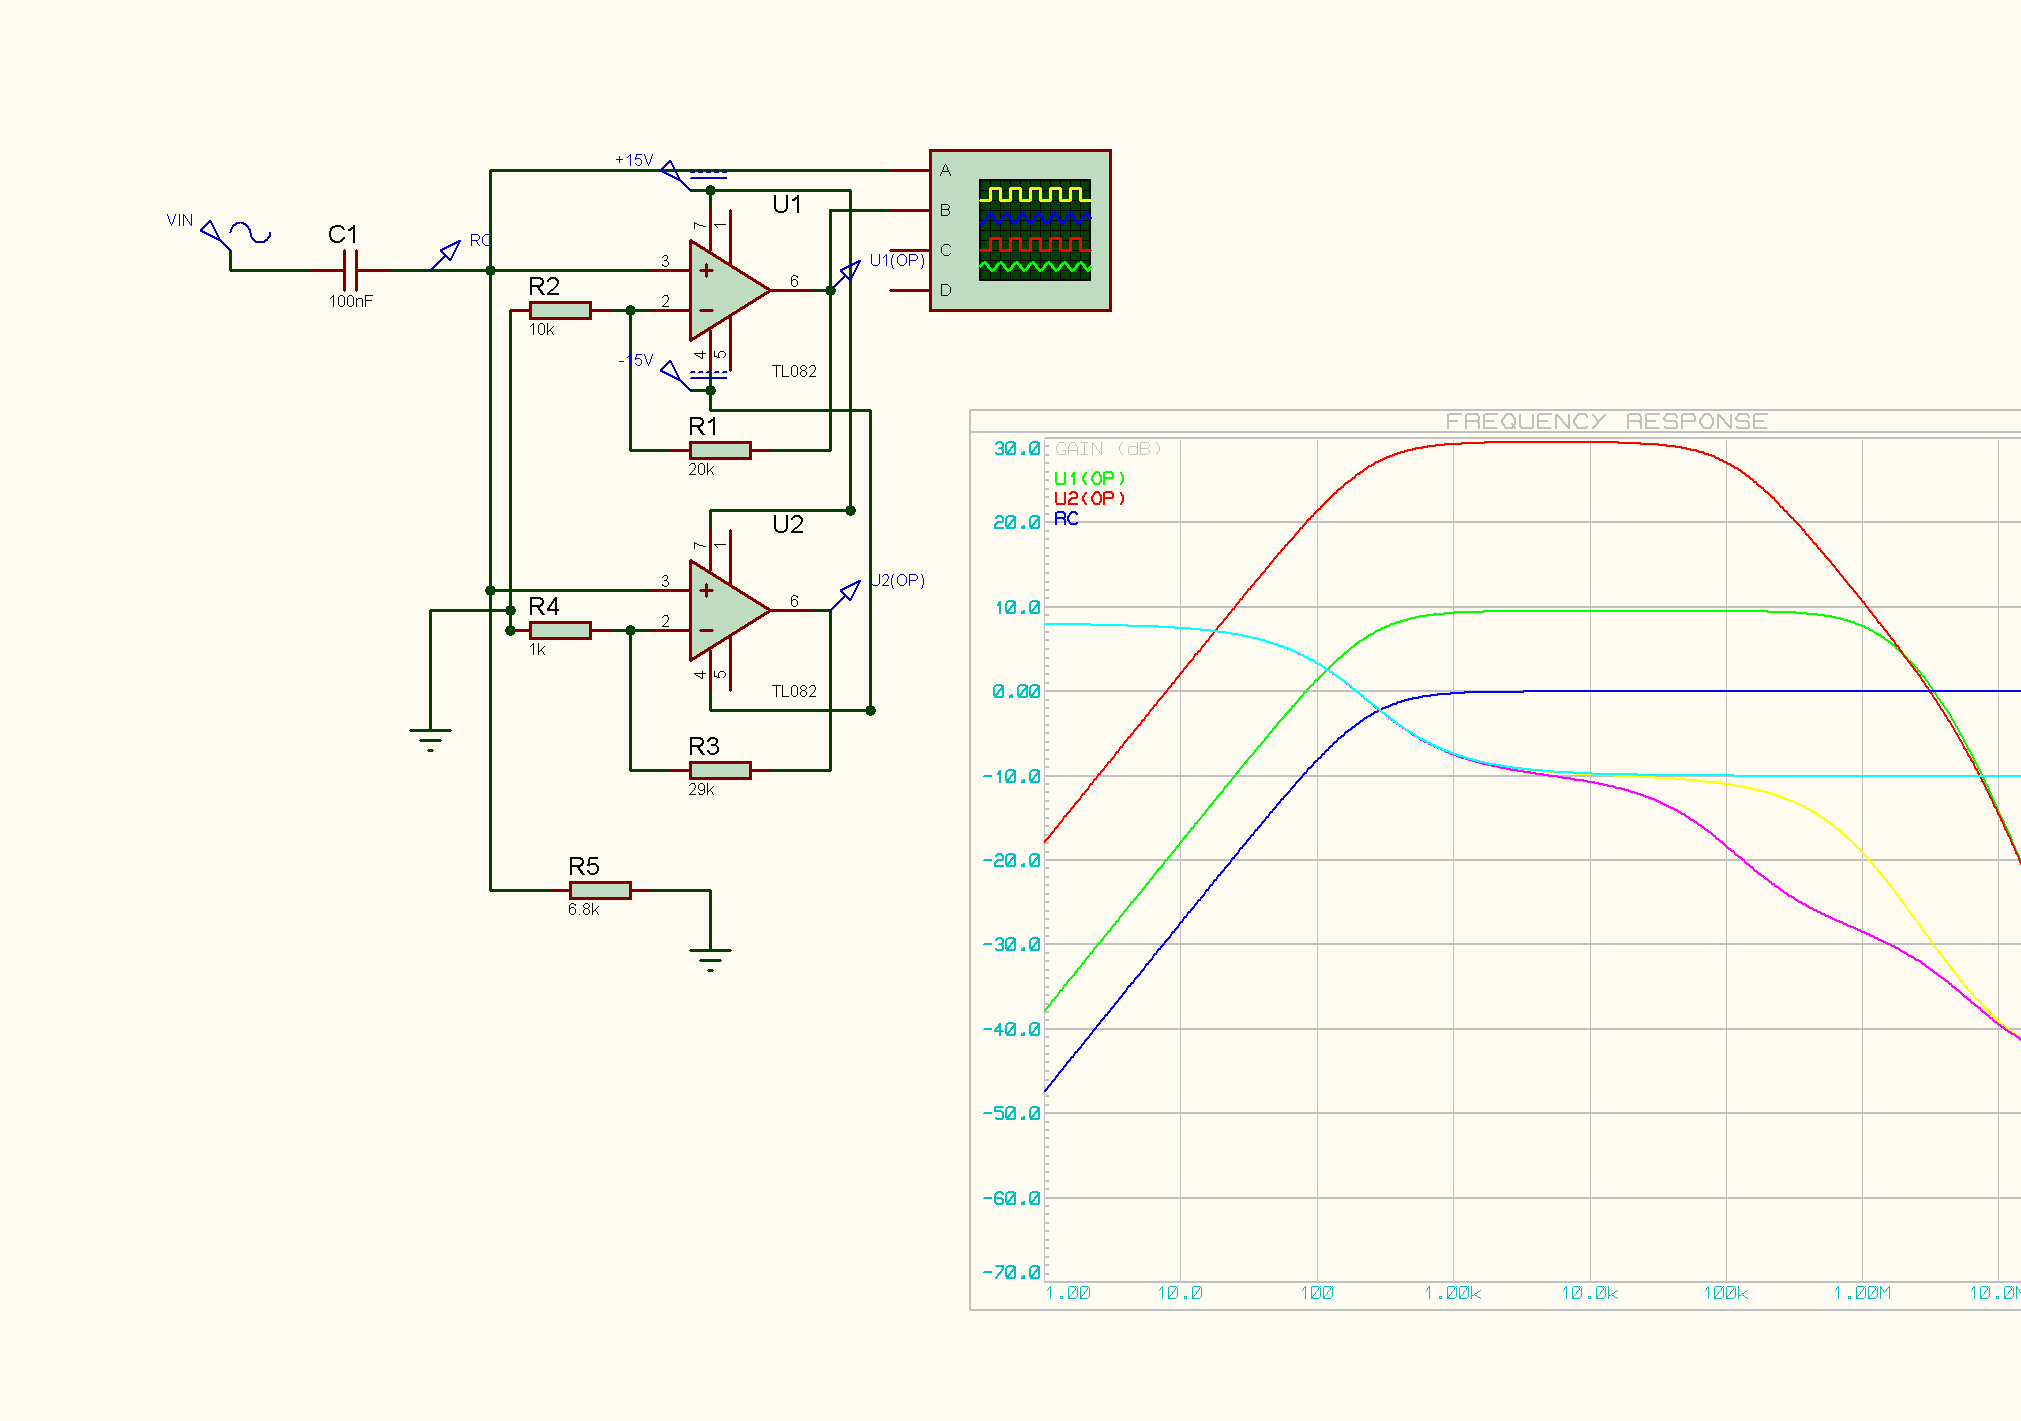 VIN
C1
100nF
RC
+15V
U1
7
1
3
2
6
4
5
U1(OP)
TL082
-15V
R2
10k
R1
20k
A
B
C
D
U2
7
1
3
2
6
4
5
U2(OP)
TL082
R4
1k
R3
29k
R5
6.8k
FREQUENCY RESPONSE
GAIN (dB)
U1(OP)
U2(OP)
RC
30.0
20.0
10.0
0.00
-10.0
-20.0
-30.0
-40.0
-50.0
-60.0
-70.0
1.00 10.0 100 1.00k 10.0k 100k 1.00M 10.0M